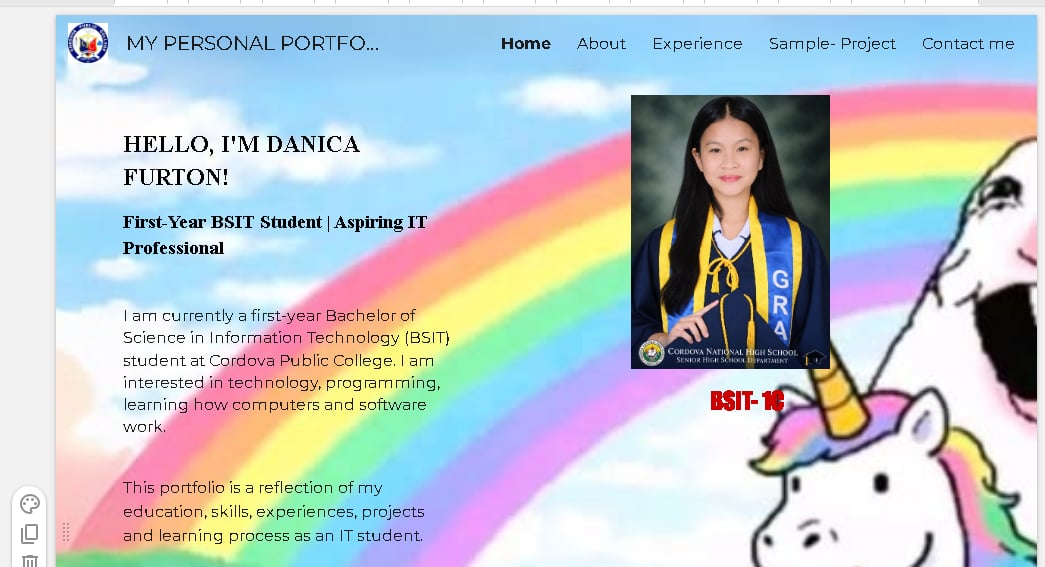 MY PERSONAL PORTFO...
Home About Experience Sample- Project Contact me
HELLO, I'M DANICA
FURTON!
First-Year BSIT Student | Aspiring IT
Professional
I am currently a first-year Bachelor of
Science in Information Technology (BSIT)
student at Cordova Public College. I am
interested in technology, programming,
learning how computers and software
work.
This portfolio is a reflection of my
education, skills, experiences, projects
and learning process as an IT student.
GRA
CORDOVA NATIONAL HIGH SCHOOL
SENIOR HIGH SCHOOL DEPARTMENT
BSIT- 1C